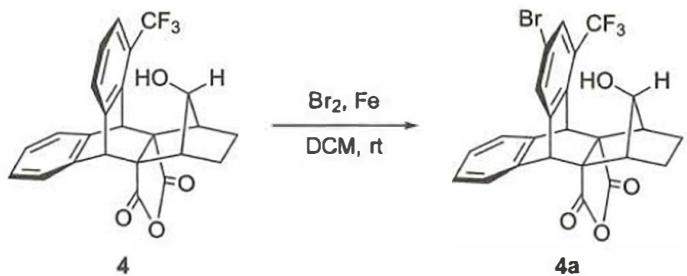 CF3
HO H
O
O
O
4
Br2, Fe
DCM, rt
Br CF3
HO H
O
O
O
4a